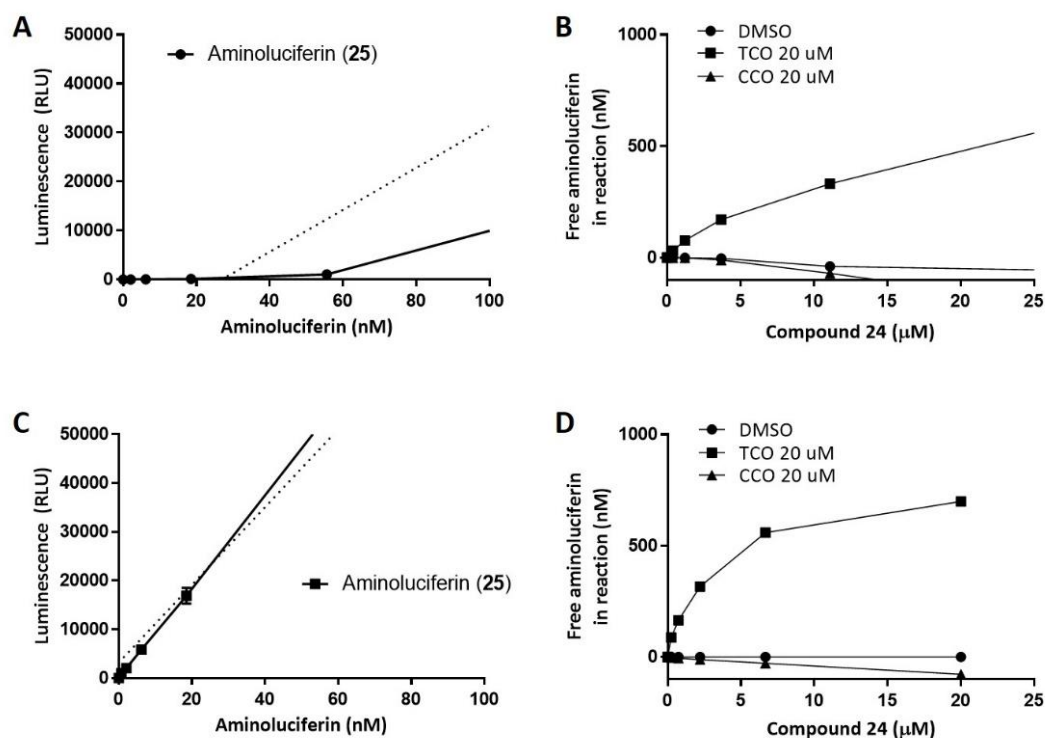 A
50000
40000
30000
20000
10000
0
Luminescence (RLU)
Aminoluciferin (25)
0 20 40 60 80 100
Aminoluciferin (nM)
B
DMSO
TCO 20 uM
CCO 20 uM
1000
500
0
Free aminoluciferin
in reaction (nM)
0 5 10 15 20 25
Compound 24 (μM)
C
50000
40000
30000
20000
10000
0
Luminescence (RLU)
Aminoluciferin (25)
0 20 40 60 80 100
Aminoluciferin (nM)
D
DMSO
TCO 20 uM
CCO 20 uM
1000
500
0
Free aminoluciferin
in reaction (nM)
0 5 10 15 20 25
Compound 24 (μM)